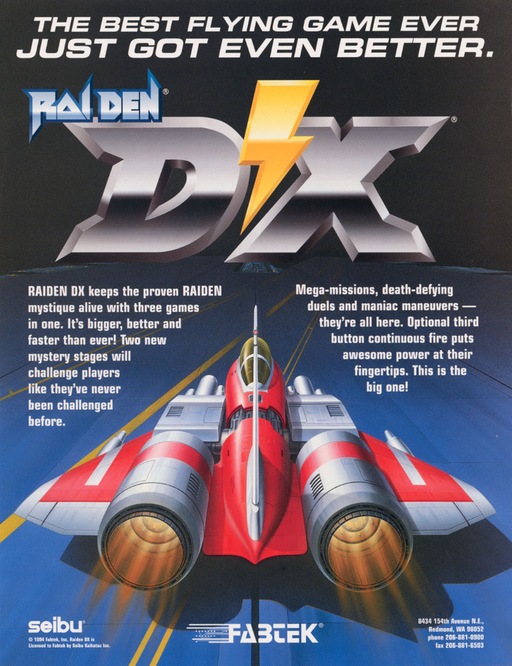 THE BEST FLYING GAME EVER
JUST GOT EVEN BETTER.
RAIDEN®
DX®
RAIDEN DX keeps the proven RAIDEN
mystique alive with three games
in one. It's bigger, better and
faster than ever! Two new
mystery stages will
challenge players
like they've never
been challenged
before.
Mega-missions, death-defying
duels and maniac maneuvers —
they're all here. Optional third
button continuous fire puts
awesome power at their
fingertips. This is the
big one!
seibu
© 1994 Fabtek, Inc. Raiden DX is
Licensed to Fabtek by Seibu Kaihatsu Inc.
FABTEK®
8434 154th Avenue N.E.,
Redmond, WA 98052
phone 206-881-0900
fax 206-881-6503